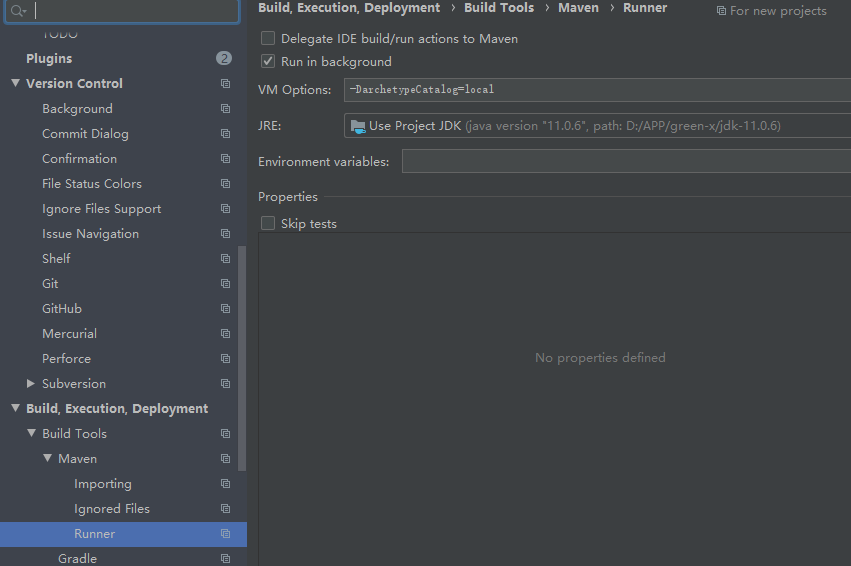 TODO
Plugins 2
Version Control
Background
Commit Dialog
Confirmation
File Status Colors
Ignore Files Support
Issue Navigation
Shelf
Git
GitHub
Mercurial
Perforce
Subversion
Build, Execution, Deployment
Build Tools
Maven
Importing
Ignored Files
Runner
Gradle
Build, Execution, Deployment › Build Tools › Maven › Runner For new projects
Delegate IDE build/run actions to Maven
Run in background
VM Options: -DarchetypeCatalog=local
JRE: Use Project JDK (java version "11.0.6", path: D:/APP/green-x/jdk-11.0.6)
Environment variables:
Properties
Skip tests
No properties defined